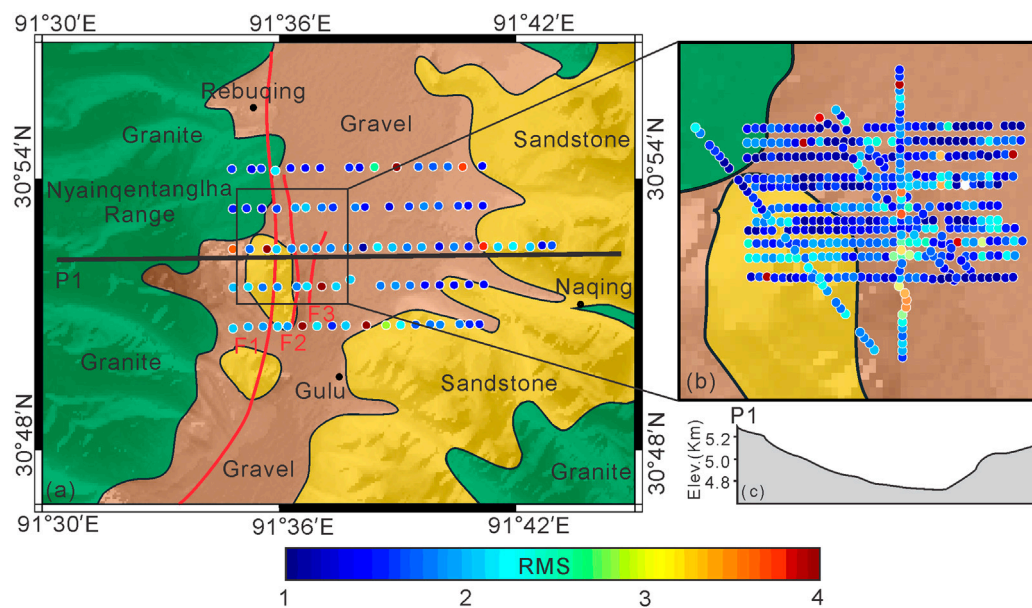 91°30′E
91°36′E
91°42′E
Rebuqing
Granite
Gravel
Sandstone
Nyainqentanglha
Range
30°54′N
30°54′N
P1
Naqing
F3
F1
F2
Granite
Gulu
Sandstone
Gravel
Granite
(a)
30°48′N
30°48′N
91°30′E
91°36′E
91°42′E
(b)
P1
Elev.(Km)
5.2
5.0
4.8
(c)
RMS
1
2
3
4